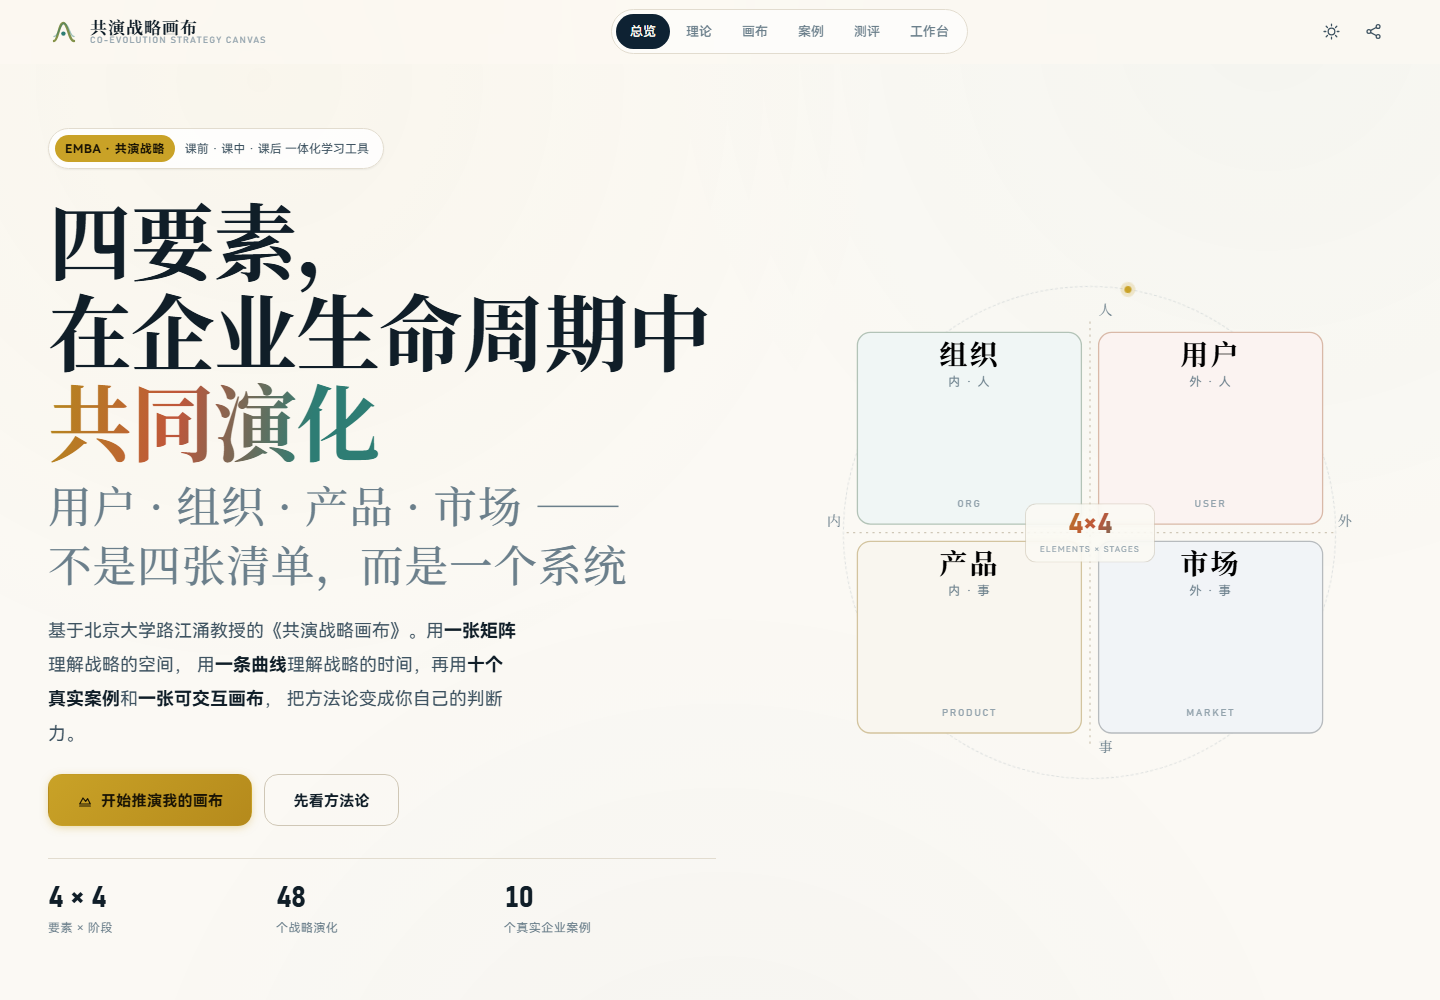 共演战略画布
CO-EVOLUTION STRATEGY CANVAS
总览
理论
画布
案例
测评
工作台
EMBA · 共演战略
课前 · 课中 · 课后 一体化学习工具
四要素,
在企业生命周期中
共同演化
用户 · 组织 · 产品 · 市场 ——
不是四张清单，而是一个系统
基于北京大学路江涌教授的《共演战略画布》。用一张矩阵
理解战略的空间， 用一条曲线理解战略的时间，再用十个
真实案例和一张可交互画布， 把方法论变成你自己的判断
力。
开始推演我的画布
先看方法论
4 × 4
要素 × 阶段
48
个战略演化
10
个真实企业案例
人
组织
内 · 人
ORG
用户
外 · 人
USER
内
外
4×4
ELEMENTS × STAGES
产品
内 · 事
PRODUCT
市场
外 · 事
MARKET
事